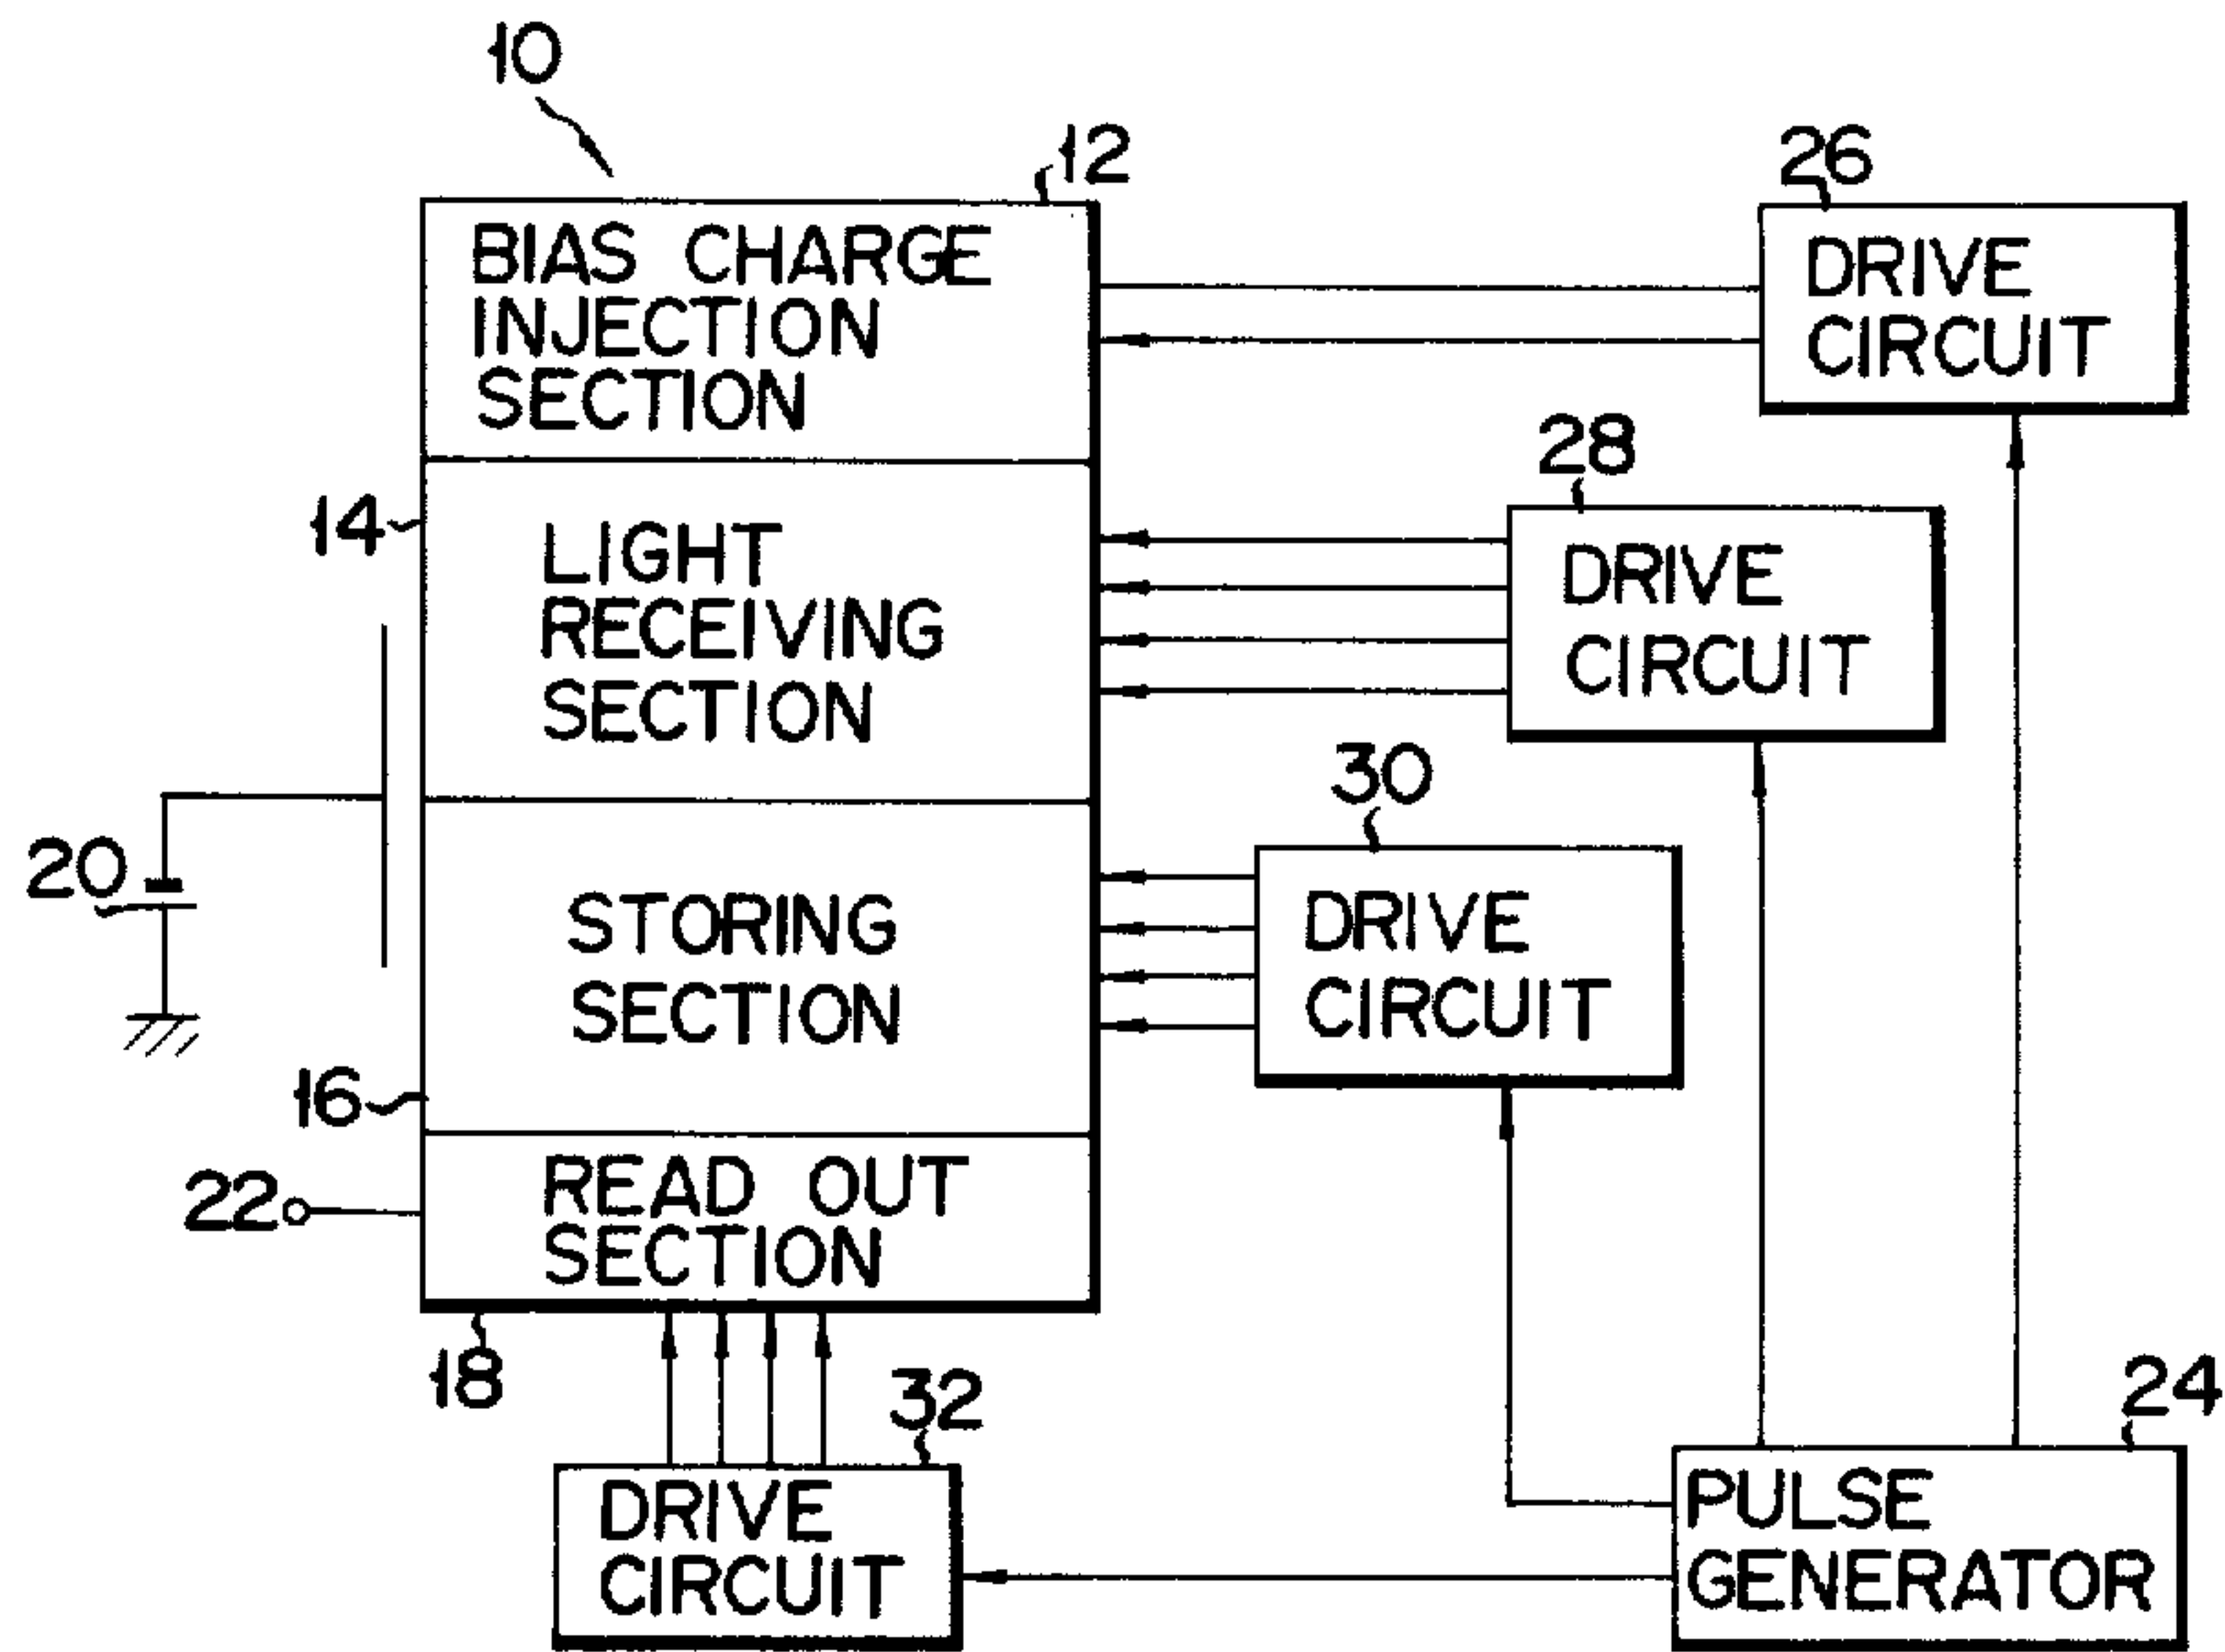 10
12
26
BIAS CHARGE
INJECTION
SECTION
DRIVE
CIRCUIT
28
14
LIGHT
RECEIVING
SECTION
DRIVE
CIRCUIT
30
20
STORING
SECTION
DRIVE
CIRCUIT
16
22
READ OUT
SECTION
18
32
24
DRIVE
CIRCUIT
PULSE
GENERATOR